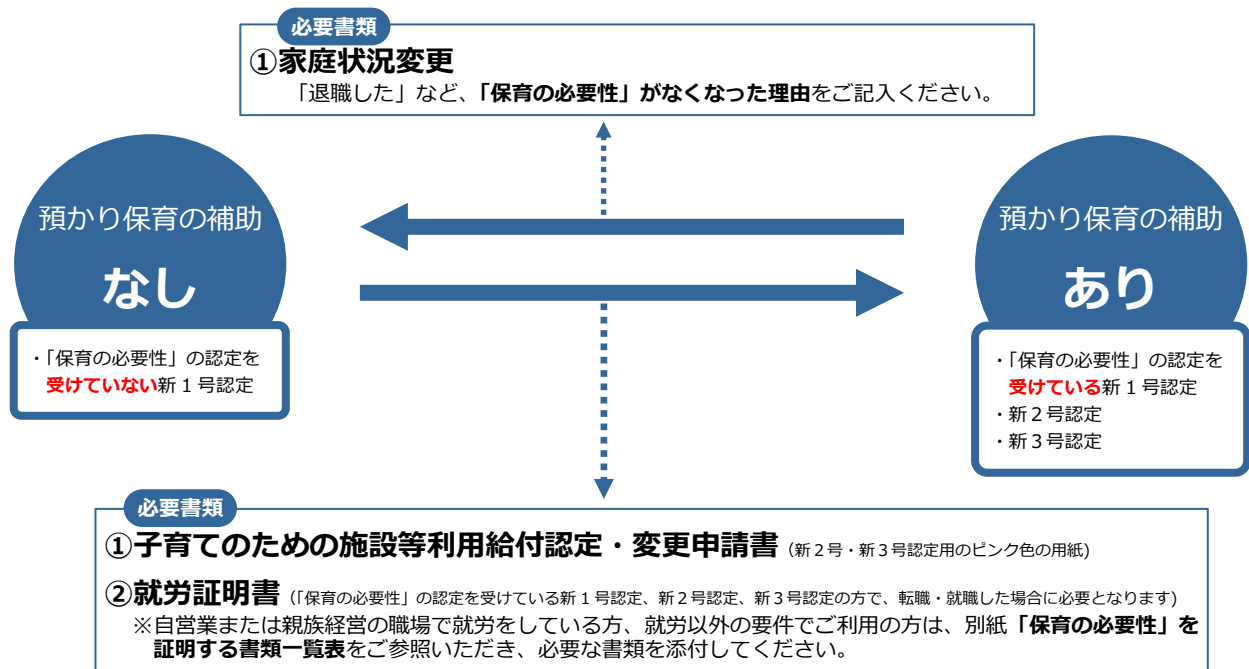 必要書類
①家庭状況変更
「退職した」など、「保育の必要性」がなくなった理由をご記入ください。
預かり保育の補助
なし
・「保育の必要性」の認定を
受けていない新1号認定
預かり保育の補助
あり
・「保育の必要性」の認定を
受けている新1号認定
・新2号認定
・新3号認定
必要書類
①子育てのための施設等利用給付認定・変更申請書（新2号・新3号認定用のピンク色の用紙)
②就労証明書（｢保育の必要性」の認定を受けている新1号認定、新2号認定、新3号認定の方で、転職・就職した場合に必要となります)
※自営業または親族経営の職場で就労をしている方、就労以外の要件でご利用の方は、別紙「保育の必要性」を
証明する書類一覧表をご参照いただき、必要な書類を添付してください。